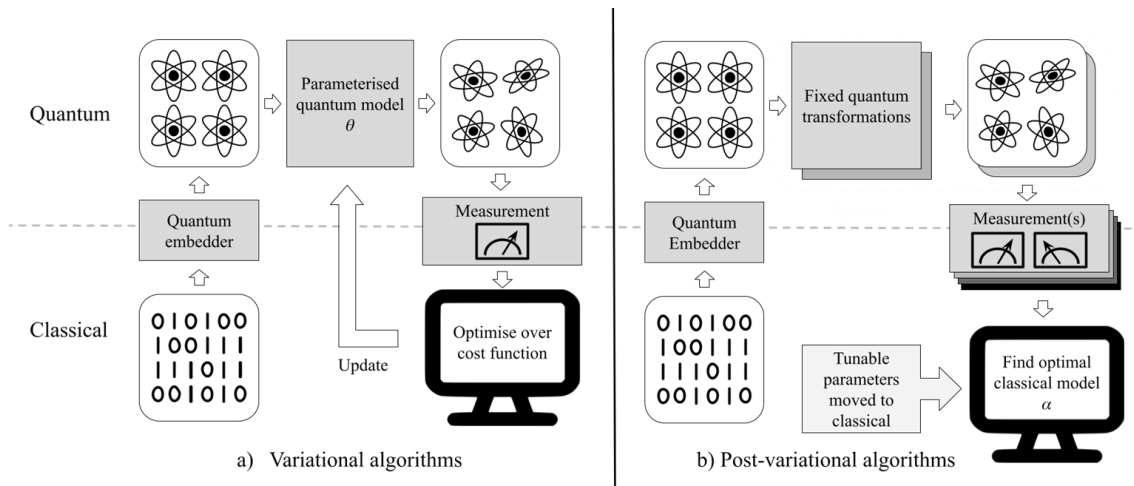 Quantum
Classical
Parameterised
quantum model
θ
Quantum
embedder
Measurement
010100
100111
111011
001010
Update
Optimise over
cost function
a) Variational algorithms
Fixed quantum
transformations
Quantum
Embedder
Measurement(s)
010100
100111
111011
001010
Tunable
parameters
moved to
classical
Find optimal
classical model
α
b) Post-variational algorithms